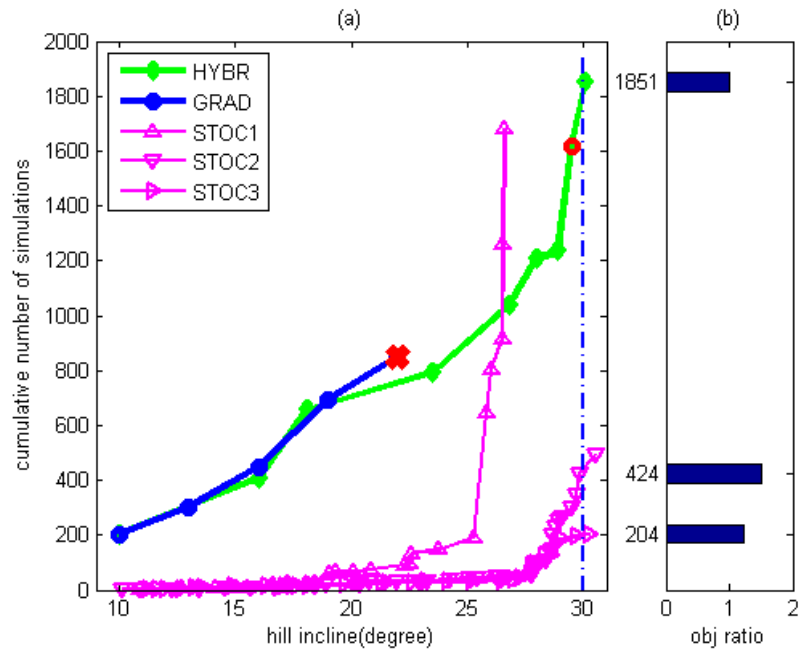 (a)
(b)
cumulative number of simulations
2000
1800
1600
1400
1200
1000
800
600
400
200
0
HYBR
GRAD
STOC1
STOC2
STOC3
10
15
20
25
30
hill incline(degree)
1851
424
204
0
1
2
obj ratio